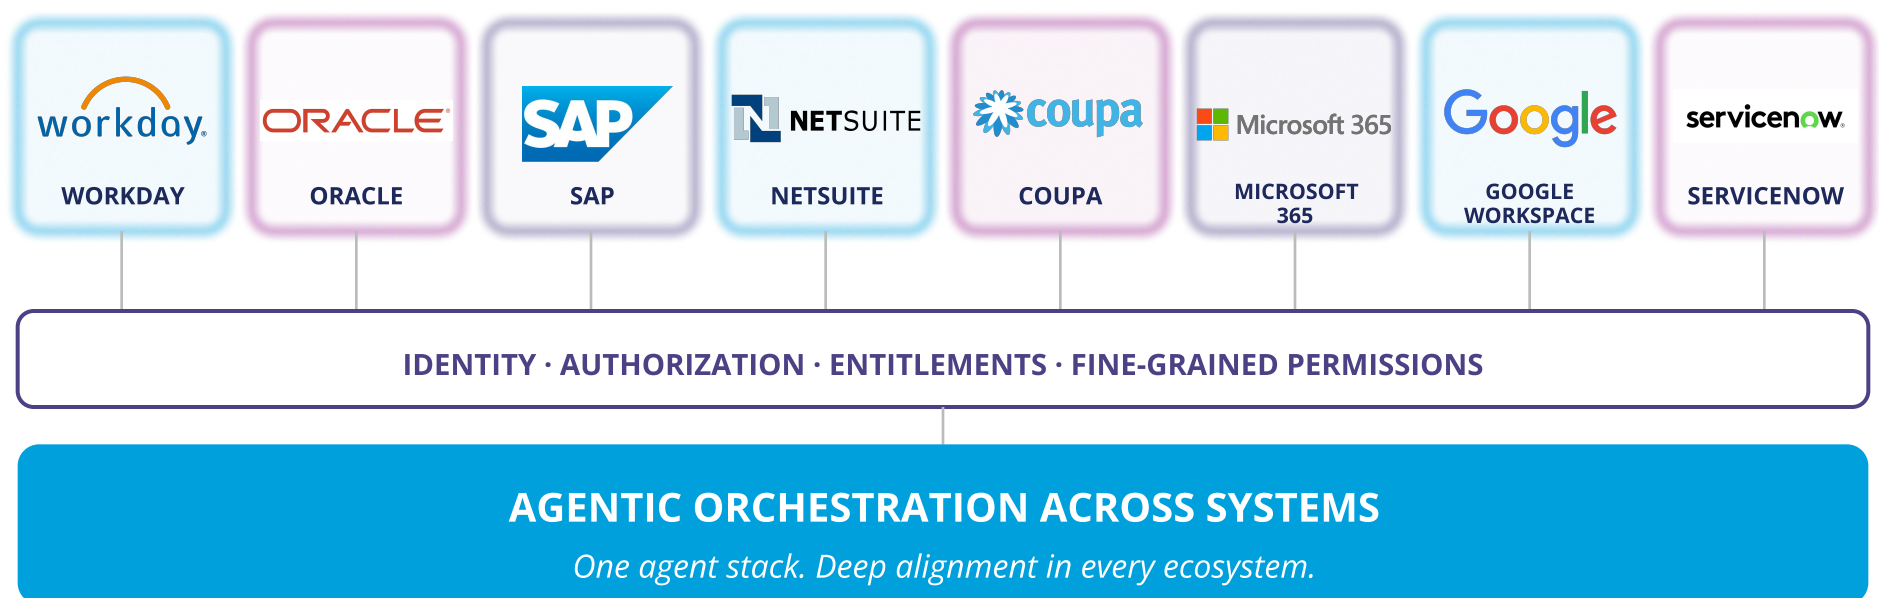 workday®
ORACLE®
SAP
N NETSUITE
coupa
Microsoft 365
Google
servicenow®
WORKDAY
ORACLE
SAP
NETSUITE
COUPA
MICROSOFT
365
GOOGLE
WORKSPACE
SERVICENOW
IDENTITY · AUTHORIZATION · ENTITLEMENTS · FINE-GRAINED PERMISSIONS
AGENTIC ORCHESTRATION ACROSS SYSTEMS
One agent stack. Deep alignment in every ecosystem.